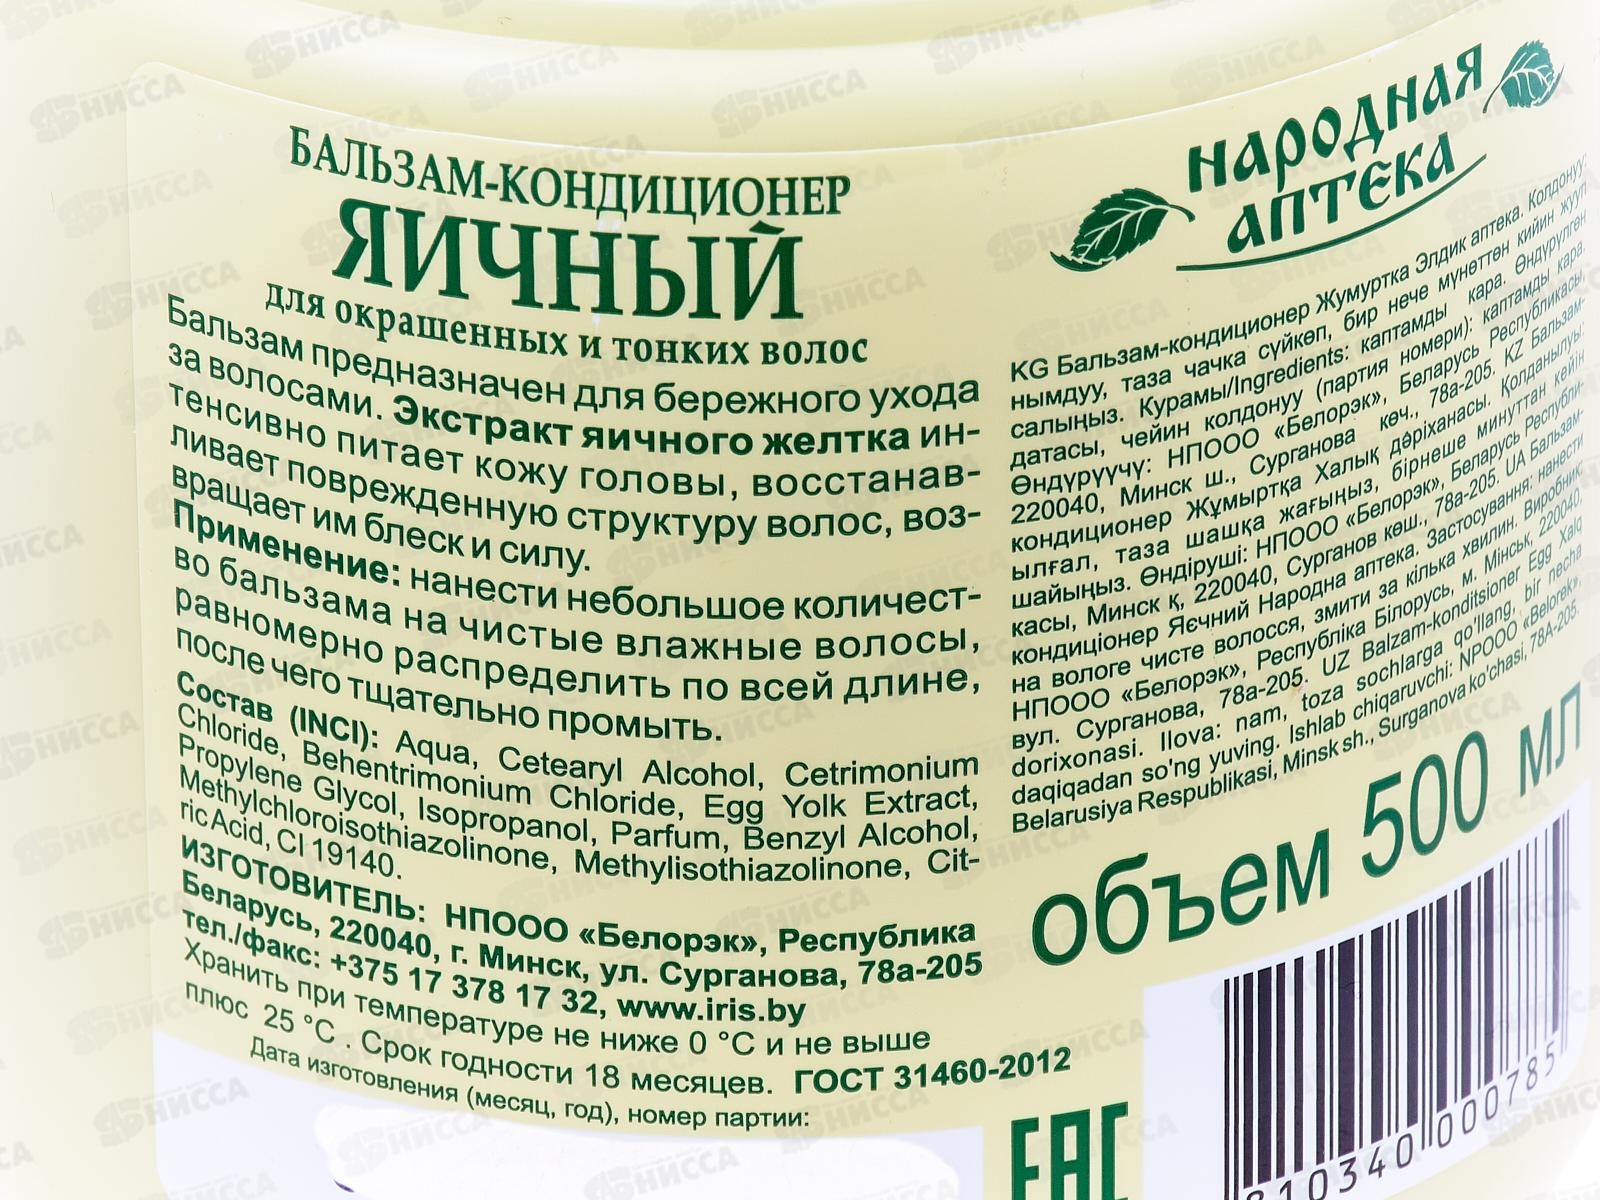 БАЛЬЗАМ-КОНДИЦИОНЕР
ЯИЧНЫЙ
для окрашенных и тонких волос
Бальзам предназначен для бережного ухода
за волосами. Экстракт яичного желтка ин-
тенсивно питает кожу головы, восстанав-
ливает поврежденную структуру волос, воз-
вращает им блеск и силу.
Применение: нанести небольшое количест-
во бальзама на чистые влажные волосы,
равномерно распределить по всей длине,
после чего тщательно промыть.
Состав (INCI): Aqua, Cetearyl Alcohol, Cetrimonium
Chloride, Behentrimonium Chloride, Egg Yolk Extract,
Propylene Glycol, Isopropanol, Parfum, Benzyl Alcohol,
Methylchloroisothiazolinone, Methylisothiazolinone, Cit-
ric Acid, CI 19140.
ИЗГОТОВИТЕЛЬ: НПООО «Белорэк», Республика
Беларусь, 220040, г. Минск, ул. Сурганова, 78а-205
тел./факс: +375 17 378 17 32, www.iris.by
Хранить при температуре не ниже 0 °С и не выше
плюс 25 °С . Срок годности 18 месяцев. ГОСТ 31460-2012
Дата изготовления (месяц, год), номер партии:
НАРОДНАЯ
АПТЕКА
KG Бальзам-кондиционер Жумуртка Элдик аптека. Колдонуу:
нымдуу, таза чачка сүйкөп, бир нече мүнөттөн кийин жууп
салыңыз. Курамы/Ingredients: каптамды кара. Өндүрүлгөн
датасы, чейин колдонуу (партия номери): каптамды кара.
Өндүрүүчү: НПООО «Белорэк», Беларусь Республикасы,
220040, Минск ш., Сурганова көч., 78а-205. KZ Бальзам-
кондиционер Жұмыртқа Халық дәріханасы. Қолданылуы:
ылғал, таза шашқа жағыңыз, бірнеше минуттан кейін
шайыңыз. Өндіруші: НПООО «Белорэк», Беларусь Республи-
касы, Минск қ, 220040, Сурганов көш., 78а-205. UA Бальзам-
кондиціонер Яєчний Народна аптека. Застосування: нанести
на вологе чисте волосся, змити за кілька хвилин. Виробник:
НПООО «Белорэк», Республіка Білорусь, м. Мінськ, 220040,
вул. Сурганова, 78а-205. UZ Balzam-konditsioner Egg Xalq
dorixonasi. Ilova: nam, toza sochlarga qo'llang, bir necha
daqiqadan so'ng yuving. Ishlab chiqaruvchi: NPOOO «Belorek»,
Belarusiya Respublikasi, Minsk sh., Surganova ko'chasi, 78A-205.
объем 500 мл
810340 000785
ЕАС
ЯБНИССА